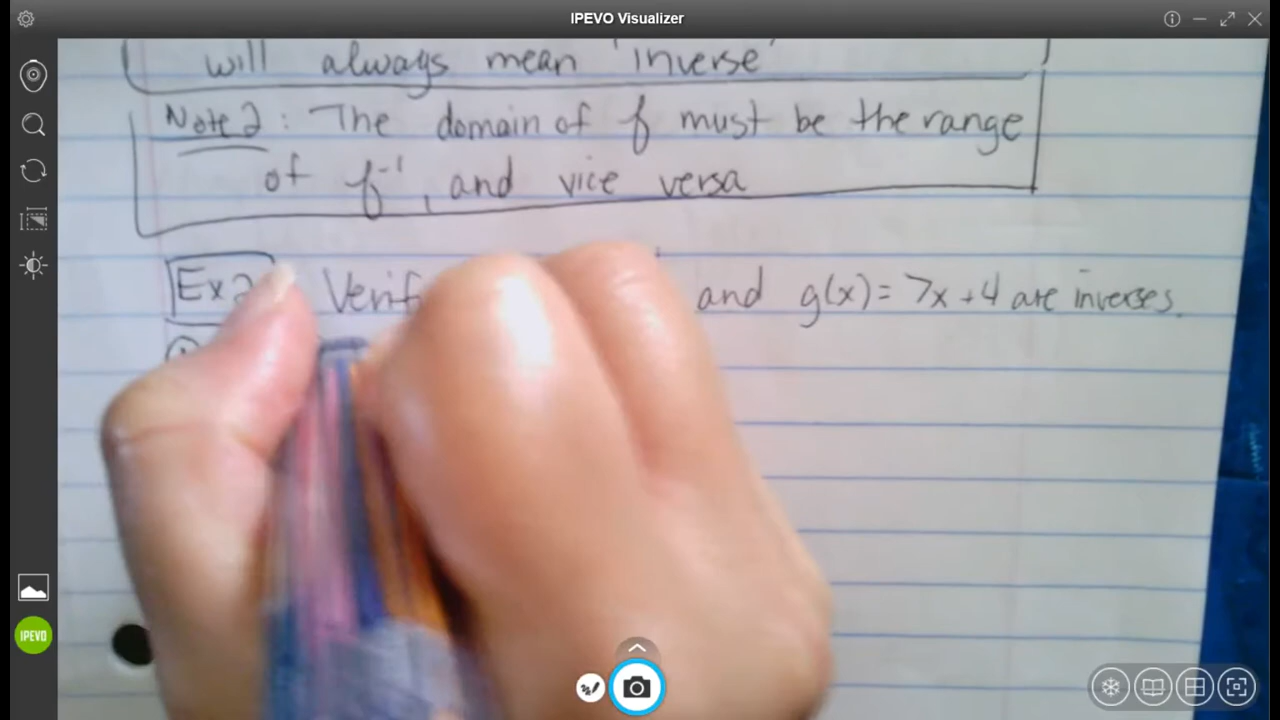 IPEVO Visualizer
will always mean 'inverse'
Note 2: The domain of f must be the range
of f⁻¹, and vice versa
Ex 2 Verif and g(x) = 7x + 4 are inverses.
IPEVO